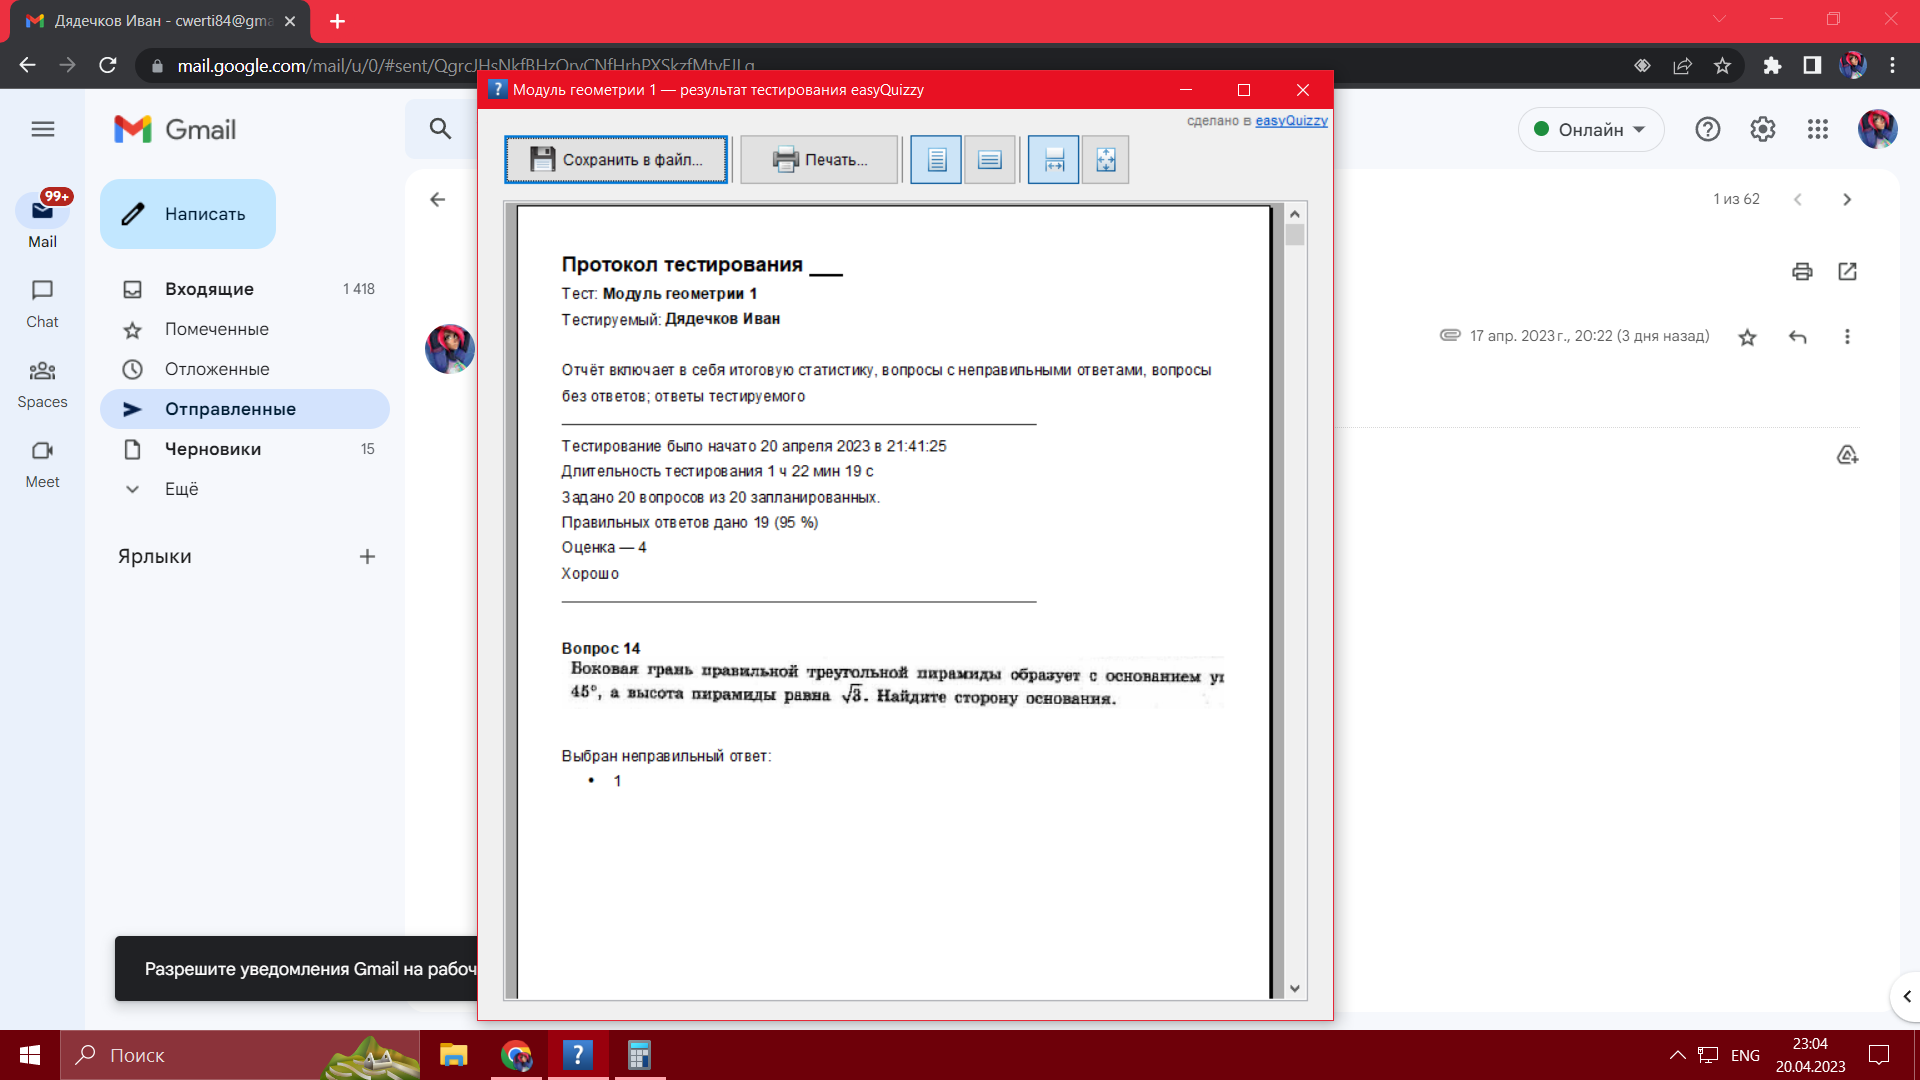 Дядечков Иван - cwerti84@gma
mail.google.com/mail/u/0/#sent/
Модуль геометрии 1 — результат тестирования easyQuizzy
сделано в easyQuizzy
Сохранить в файл...
Печать...
Gmail
Онлайн
99+
Mail
Chat
Spaces
Meet
Написать
Входящие 1 418
Помеченные
Отложенные
Отправленные
Черновики 15
Ещё
Ярлыки
1 из 62
17 апр. 2023 г., 20:22 (3 дня назад)
Протокол тестирования ___
Тест: Модуль геометрии 1
Тестируемый: Дядечков Иван
Отчёт включает в себя итоговую статистику, вопросы с неправильными ответами, вопросы
без ответов; ответы тестируемого
Тестирование было начато 20 апреля 2023 в 21:41:25
Длительность тестирования 1 ч 22 мин 19 с
Задано 20 вопросов из 20 запланированных.
Правильных ответов дано 19 (95 %)
Оценка — 4
Хорошо
Вопрос 14
Боковая грань правильной треугольной пирамиды образует с основанием
45°, а высота пирамиды равна √3. Найдите сторону основания.
Выбран неправильный ответ:
• 1
Разрешите уведомления Gmail на рабоч
Поиск
ENG
23:04
20.04.2023